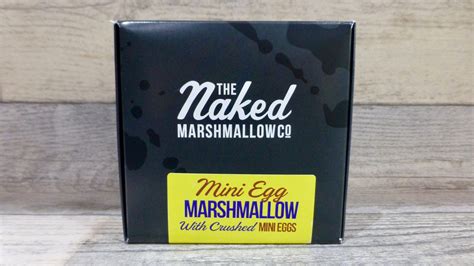 THE
Naked
MARSHMALLOW CO
Mini Egg
MARSHMALLOW
With Crushed MINI EGGS